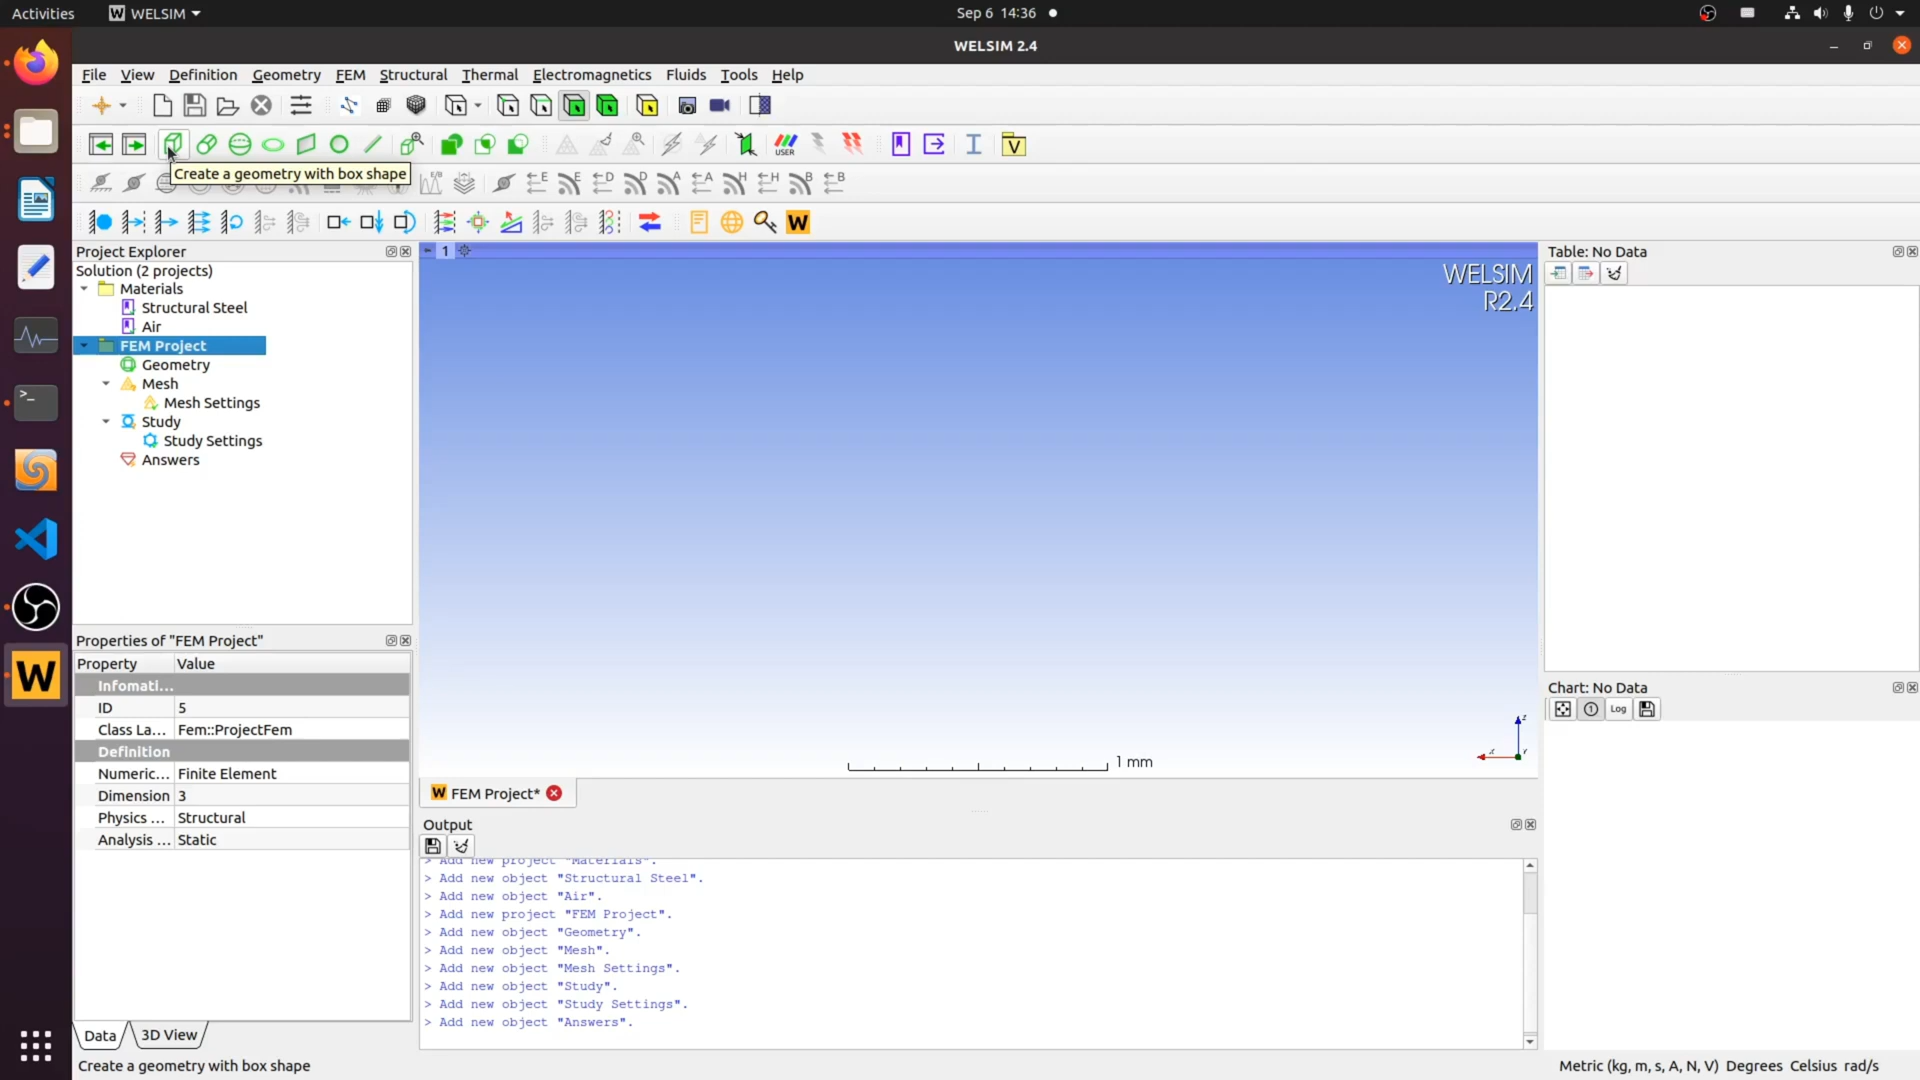 Activities
WELSIM
Sep 6 14:36
WELSIM 2.4
File View Definition Geometry FEM Structural Thermal Electromagnetics Fluids Tools Help
USER
V
Create a geometry with box shape
E/B E E D D A A H H B B
W
Project Explorer
Solution (2 projects)
Materials
Structural Steel
Air
FEM Project
Geometry
Mesh
Mesh Settings
Study
Study Settings
Answers
Properties of "FEM Project"
Property Value
Infomati...
ID 5
Class La... Fem::ProjectFem
Definition
Numeric... Finite Element
Dimension 3
Physics ... Structural
Analysis ... Static
Data 3D View
Create a geometry with box shape
1
WELSIM
R2.4
1 mm
Z
X
Y
W FEM Project*
Output
> Add new project "Materials".
> Add new object "Structural Steel".
> Add new object "Air".
> Add new project "FEM Project".
> Add new object "Geometry".
> Add new object "Mesh".
> Add new object "Mesh Settings".
> Add new object "Study".
> Add new object "Study Settings".
> Add new object "Answers".
Table: No Data
Chart: No Data
1 Log
Metric (kg, m, s, A, N, V) Degrees Celsius rad/s